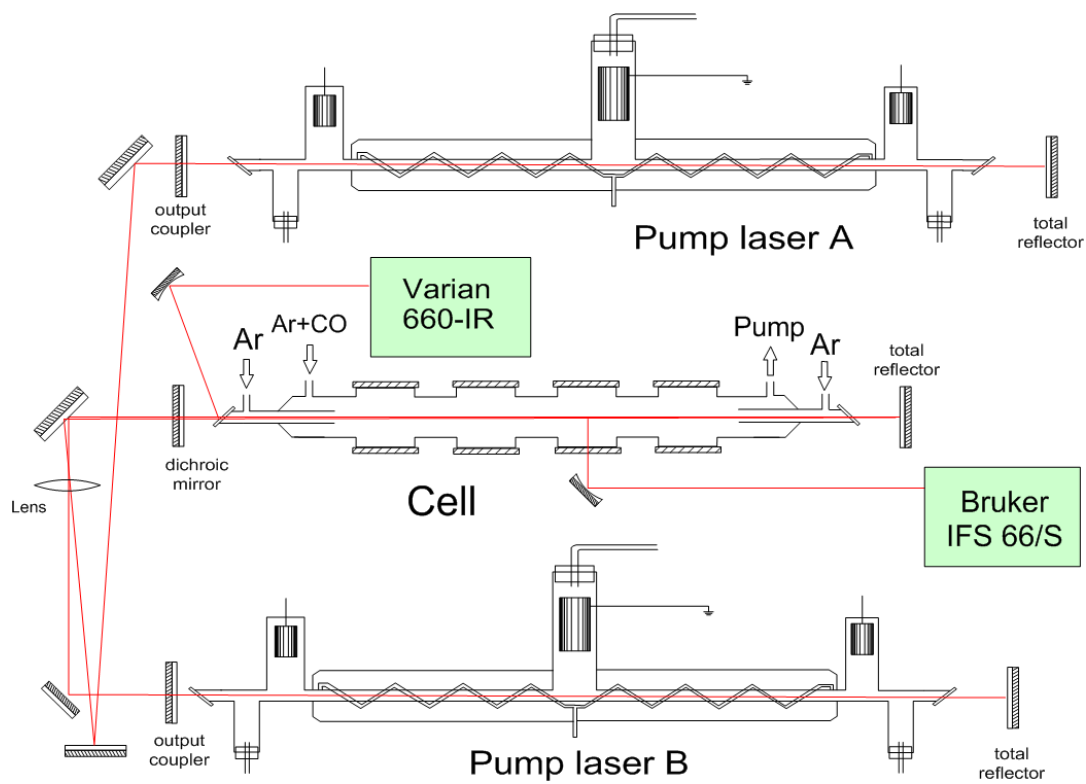 output
coupler
Pump laser A
total
reflector
Varian
660-IR
Ar
Ar+CO
Pump
Ar
total
reflector
dichroic
mirror
Lens
Cell
Bruker
IFS 66/S
output
coupler
Pump laser B
total
reflector